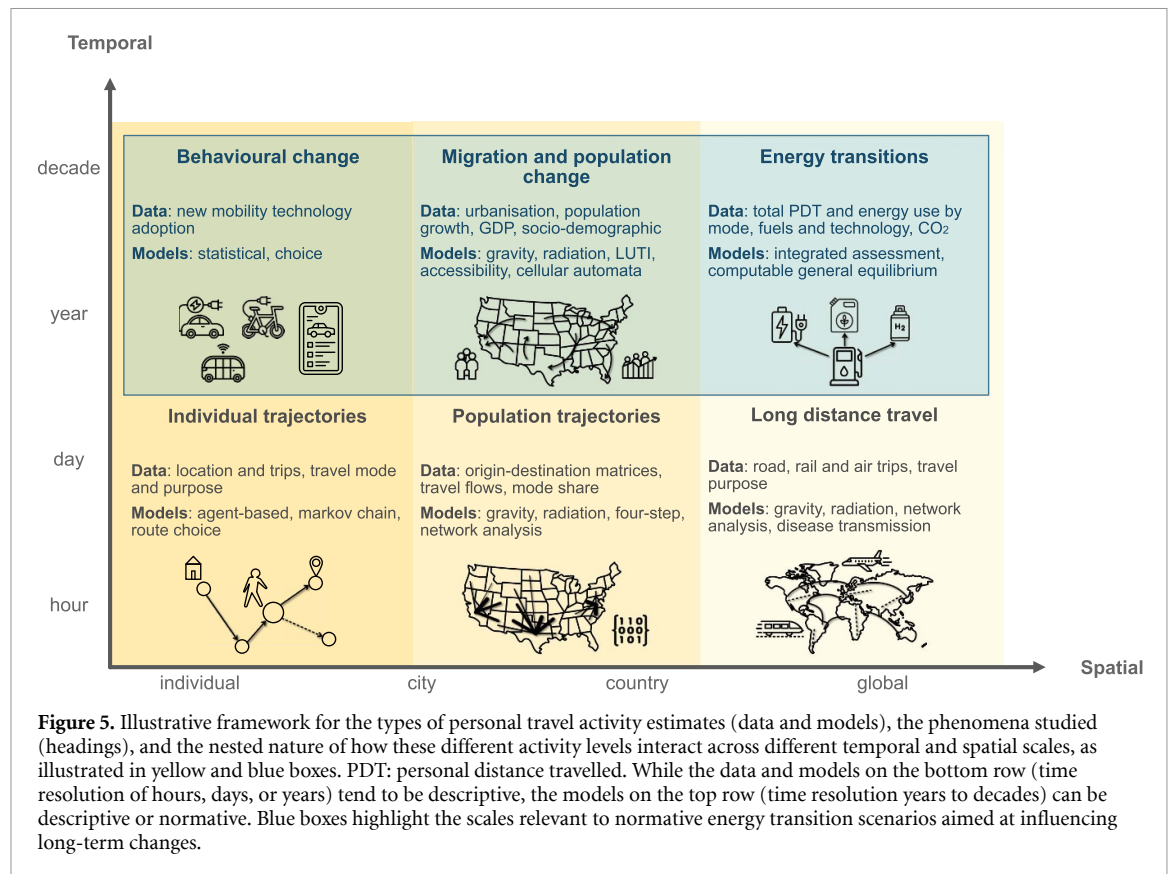 Temporal
decade
Behavioural change
Data: new mobility technology
adoption
Models: statistical, choice
Migration and population
change
Data: urbanisation, population
growth, GDP, socio-demographic
Models: gravity, radiation, LUTI,
accessibility, cellular automata
Energy transitions
Data: total PDT and energy use by
mode, fuels and technology, CO2
Models: integrated assessment,
computable general equilibrium
year
H2
Individual trajectories
Data: location and trips, travel mode
and purpose
Models: agent-based, markov chain,
route choice
Population trajectories
Data: origin-destination matrices,
travel flows, mode share
Models: gravity, radiation, four-step,
network analysis
Long distance travel
Data: road, rail and air trips, travel
purpose
Models: gravity, radiation, network
analysis, disease transmission
day
hour
110
000
101
individual
city
country
global
Spatial
Figure 5. Illustrative framework for the types of personal travel activity estimates (data and models), the phenomena studied
(headings), and the nested nature of how these different activity levels interact across different temporal and spatial scales, as
illustrated in yellow and blue boxes. PDT: personal distance travelled. While the data and models on the bottom row (time
resolution of hours, days, or years) tend to be descriptive, the models on the top row (time resolution years to decades) can be
descriptive or normative. Blue boxes highlight the scales relevant to normative energy transition scenarios aimed at influencing
long-term changes.